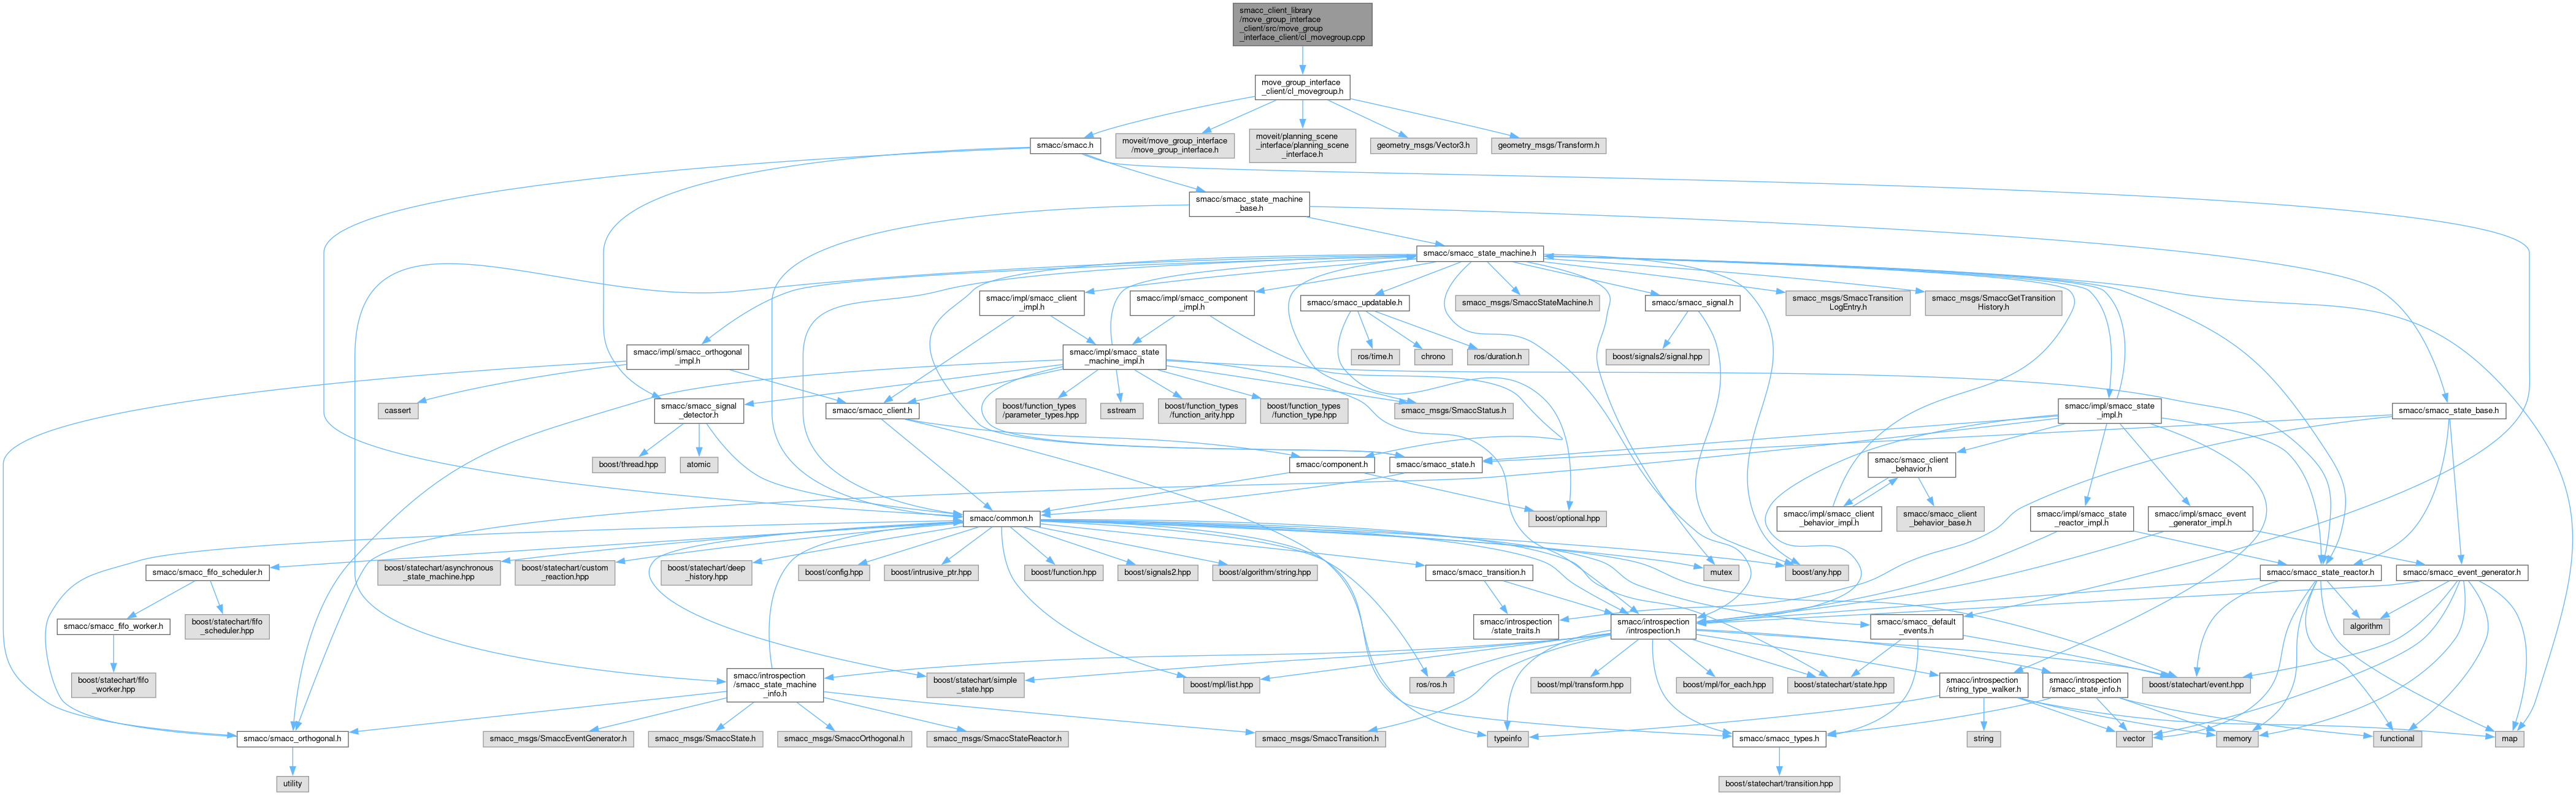 smacc_client_library
/move_group_interface
_client/src/move_group
_interface_client/cl_movegroup.cpp
move_group_interface
_client/cl_movegroup.h
smacc/smacc.h
moveit/move_group_interface
/move_group_interface.h
moveit/planning_scene
_interface/planning_scene
_interface.h
geometry_msgs/Vector3.h
geometry_msgs/Transform.h
smacc/smacc_state_machine
_base.h
smacc/smacc_state_machine.h
smacc/impl/smacc_client
_impl.h
smacc/impl/smacc_component
_impl.h
smacc/smacc_updatable.h
smacc_msgs/SmaccStateMachine.h
smacc/smacc_signal.h
smacc_msgs/SmaccTransition
LogEntry.h
smacc_msgs/SmaccGetTransition
History.h
smacc/impl/smacc_orthogonal
_impl.h
smacc/impl/smacc_state
_machine_impl.h
ros/time.h
chrono
ros/duration.h
boost/signals2/signal.hpp
cassert
smacc/smacc_signal
_detector.h
smacc/smacc_client.h
boost/function_types
/parameter_types.hpp
sstream
boost/function_types
/function_arity.hpp
boost/function_types
/function_type.hpp
smacc_msgs/SmaccStatus.h
smacc/impl/smacc_state
_impl.h
smacc/smacc_state_base.h
boost/thread.hpp
atomic
smacc/component.h
smacc/smacc_state.h
smacc/smacc_client
_behavior.h
smacc/common.h
boost/optional.hpp
smacc/impl/smacc_client
_behavior_impl.h
smacc/smacc_client
_behavior_base.h
smacc/impl/smacc_state
_reactor_impl.h
smacc/impl/smacc_event
_generator_impl.h
smacc/smacc_fifo_scheduler.h
boost/statechart/asynchronous
_state_machine.hpp
boost/statechart/custom
_reaction.hpp
boost/statechart/deep
_history.hpp
boost/config.hpp
boost/intrusive_ptr.hpp
boost/function.hpp
boost/signals2.hpp
boost/algorithm/string.hpp
smacc/smacc_transition.h
mutex
boost/any.hpp
smacc/smacc_state_reactor.h
smacc/smacc_event_generator.h
smacc/smacc_fifo_worker.h
boost/statechart/fifo
_scheduler.hpp
smacc/introspection
/state_traits.h
smacc/introspection
/introspection.h
smacc/smacc_default
_events.h
algorithm
boost/statechart/fifo
_worker.hpp
smacc/introspection
/smacc_state_machine
_info.h
boost/statechart/simple
_state.hpp
boost/mpl/list.hpp
ros/ros.h
boost/mpl/transform.hpp
boost/mpl/for_each.hpp
boost/statechart/state.hpp
smacc/introspection
/string_type_walker.h
smacc/introspection
/smacc_state_info.h
boost/statechart/event.hpp
smacc/smacc_orthogonal.h
smacc_msgs/SmaccEventGenerator.h
smacc_msgs/SmaccState.h
smacc_msgs/SmaccOrthogonal.h
smacc_msgs/SmaccStateReactor.h
smacc_msgs/SmaccTransition.h
typeinfo
smacc/smacc_types.h
string
vector
memory
functional
map
utility
boost/statechart/transition.hpp